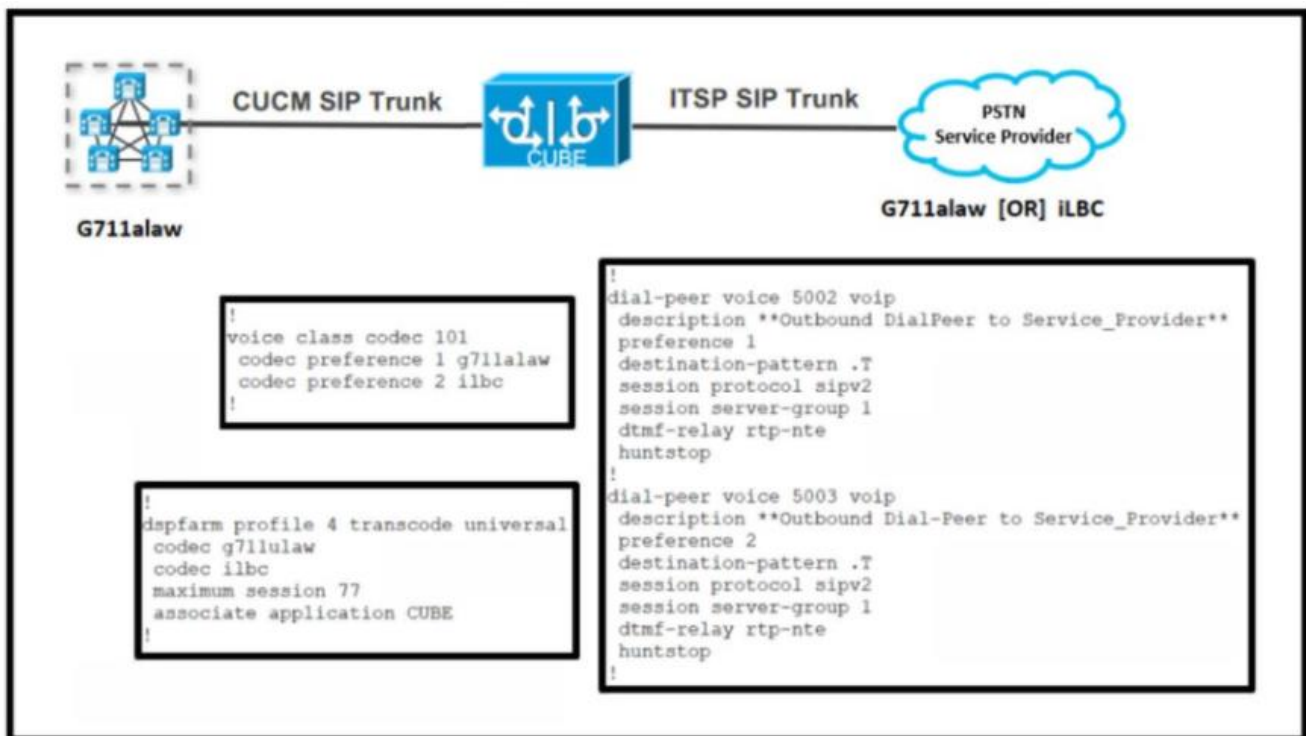 CUCM SIP Trunk
ITSP SIP Trunk
CUBE
PSTN
Service Provider
G711alaw
G711alaw [OR] iLBC
!
voice class codec 101
codec preference 1 g711alaw
codec preference 2 ilbc
!
!
dspfarm profile 4 transcode universal
codec g711ulaw
codec ilbc
maximum session 77
associate application CUBE
!
!
dial-peer voice 5002 voip
description **Outbound DialPeer to Service_Provider**
preference 1
destination-pattern .T
session protocol sipv2
session server-group 1
dtmf-relay rtp-nte
huntstop
!
dial-peer voice 5003 voip
description **Outbound Dial-Peer to Service_Provider**
preference 2
destination-pattern .T
session protocol sipv2
session server-group 1
dtmf-relay rtp-nte
huntstop
!